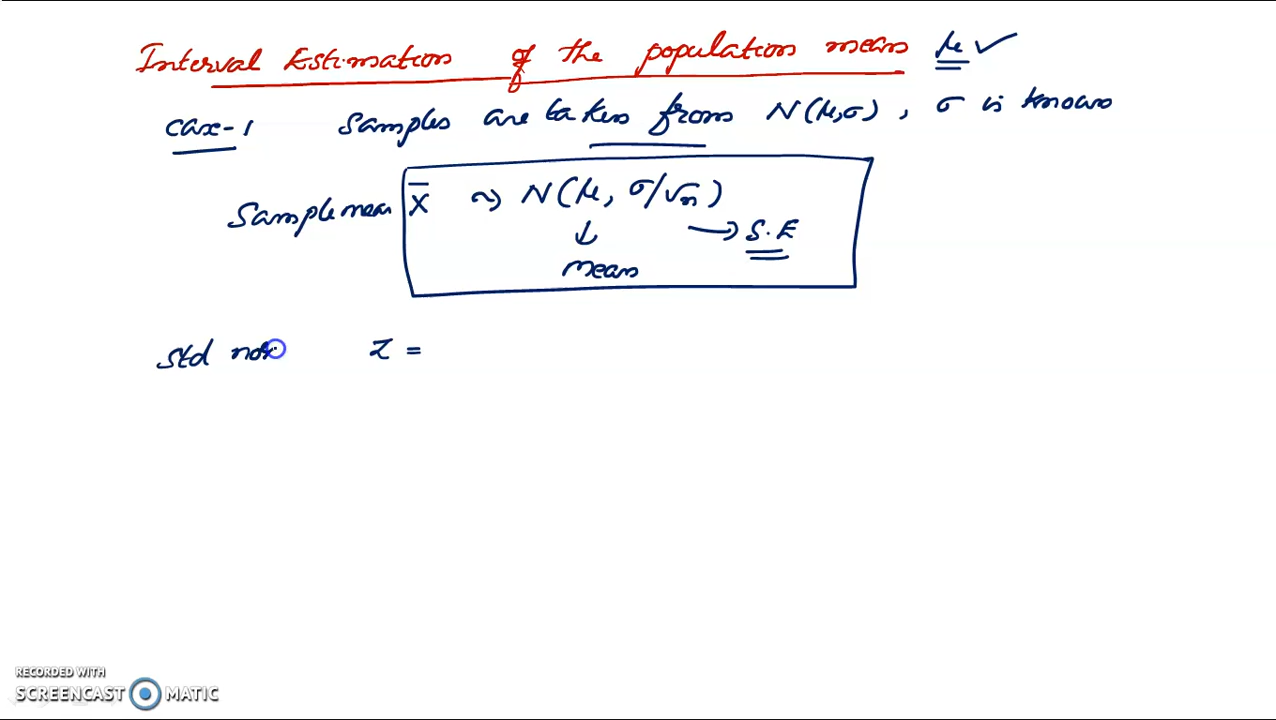 Interval Estimation of the population mean μ ✓
case-1 Samples are taken from N(μ,σ), σ is known
Sample mean X̄ ~> N(μ, σ/√n)
↓ → S.E
mean
Std nor Z =
RECORDED WITH
SCREENCAST MATIC